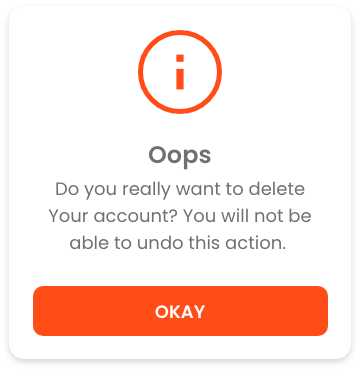 Oops
Do you really want to delete
Your account? You will not be
able to undo this action.
OKAY